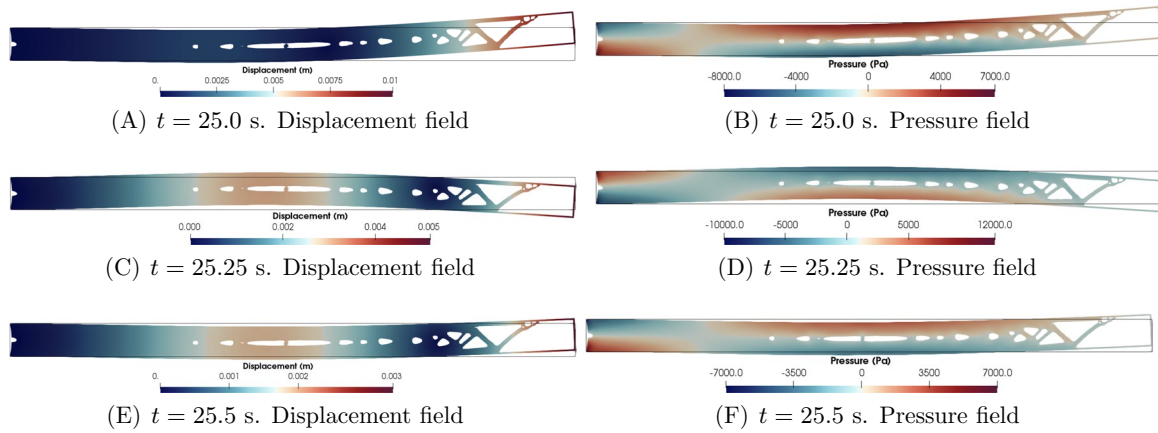 Displacement (m)
0. 0.0025 0.005 0.0075 0.01
(A) t = 25.0 s. Displacement field
Pressure (Pa)
-8000.0 -4000 0 4000 7000.0
(B) t = 25.0 s. Pressure field
Displacement (m)
0.000 0.002 0.004 0.005
(C) t = 25.25 s. Displacement field
Pressure (Pa)
-10000.0 -5000 0 5000 12000.0
(D) t = 25.25 s. Pressure field
Displacement (m)
0. 0.001 0.002 0.003
(E) t = 25.5 s. Displacement field
Pressure (Pa)
-7000.0 -3500 0 3500 7000.0
(F) t = 25.5 s. Pressure field